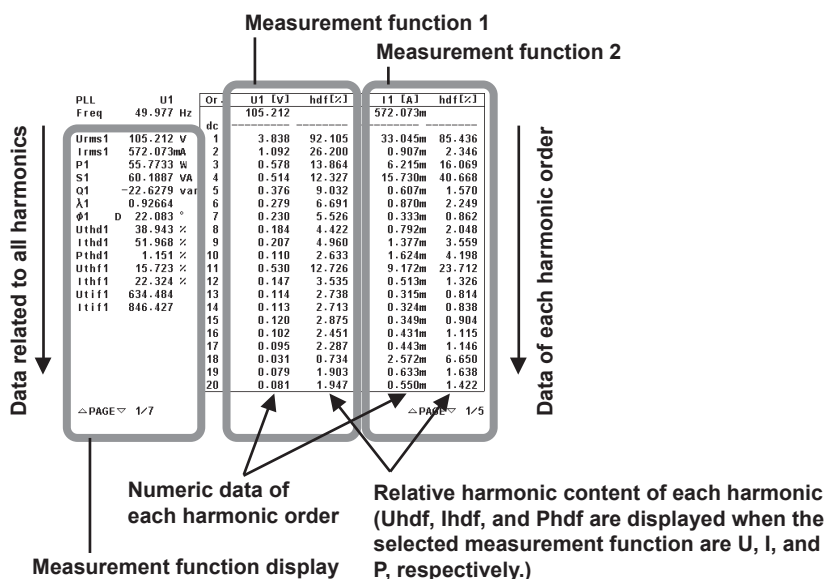 Measurement function 1
Measurement function 2
PLL U1 Or. U1 [V] hdf[%] I1 [A] hdf[%]
Freq 49.977 Hz 105.212 572.073m
dc --------- --------- --------- ---------
Urms1 105.212 V 1 3.838 92.105 33.045m 85.436
Irms1 572.073mA 2 1.092 26.200 0.907m 2.346
P1 55.7733 W 3 0.578 13.864 6.215m 16.069
S1 60.1887 VA 4 0.514 12.327 15.730m 40.668
Q1 -22.6279 var 5 0.376 9.032 0.607m 1.570
λ1 0.92664 6 0.279 6.691 0.870m 2.249
φ1 D 22.083 ° 7 0.230 5.526 0.333m 0.862
Uthd1 38.943 % 8 0.184 4.422 0.792m 2.048
Ithd1 51.968 % 9 0.207 4.960 1.377m 3.559
Pthd1 1.151 % 10 0.110 2.633 1.624m 4.198
Uthf1 15.723 % 11 0.530 12.726 9.172m 23.712
Ithf1 22.324 % 12 0.147 3.535 0.513m 1.326
Utif1 634.484 13 0.114 2.738 0.315m 0.814
Itif1 846.427 14 0.113 2.713 0.324m 0.838
15 0.120 2.875 0.349m 0.904
16 0.102 2.451 0.431m 1.115
17 0.095 2.287 0.443m 1.146
18 0.031 0.734 2.572m 6.650
19 0.079 1.903 0.633m 1.638
20 0.081 1.947 0.550m 1.422
△PAGE▽ 1/7 △PAGE▽ 1/5
Data related to all harmonics
Data of each harmonic order
Numeric data of
each harmonic order
Relative harmonic content of each harmonic
(Uhdf, Ihdf, and Phdf are displayed when the
selected measurement function are U, I, and
P, respectively.)
Measurement function display